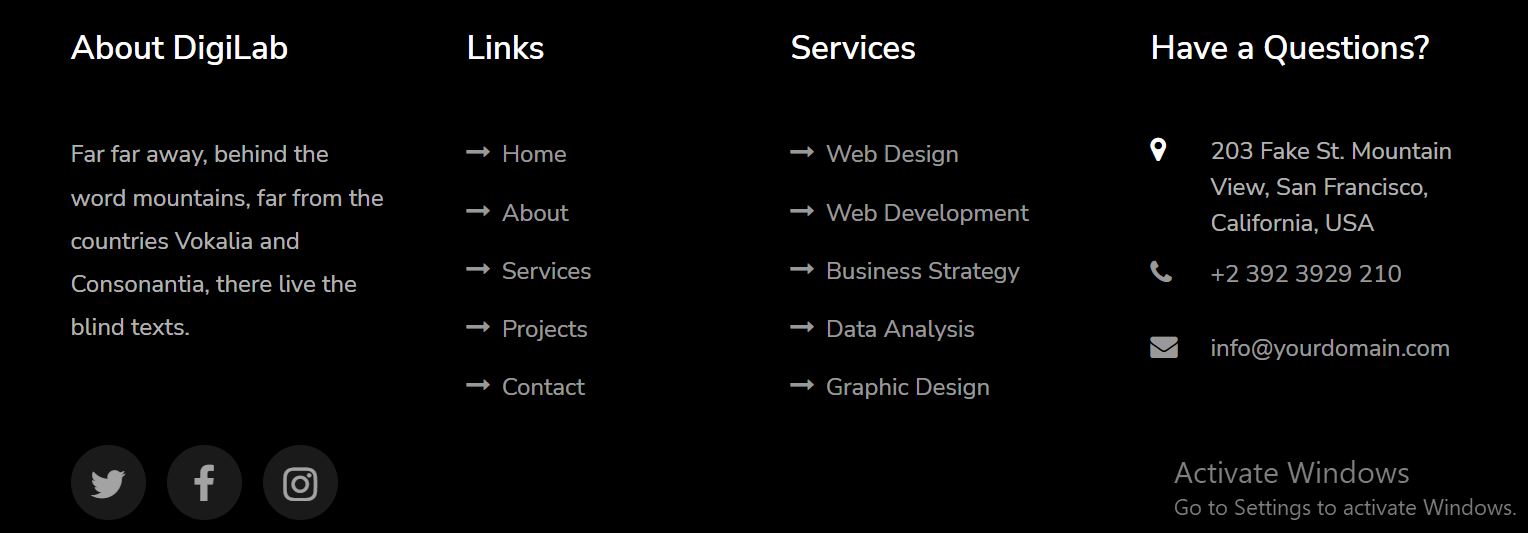 About DigiLab
Far far away, behind the
word mountains, far from the
countries Vokalia and
Consonantia, there live the
blind texts.
Links
Home
About
Services
Projects
Contact
Services
Web Design
Web Development
Business Strategy
Data Analysis
Graphic Design
Have a Questions?
203 Fake St. Mountain
View, San Francisco,
California, USA
+2 392 3929 210
info@yourdomain.com
Activate Windows
Go to Settings to activate Windows.